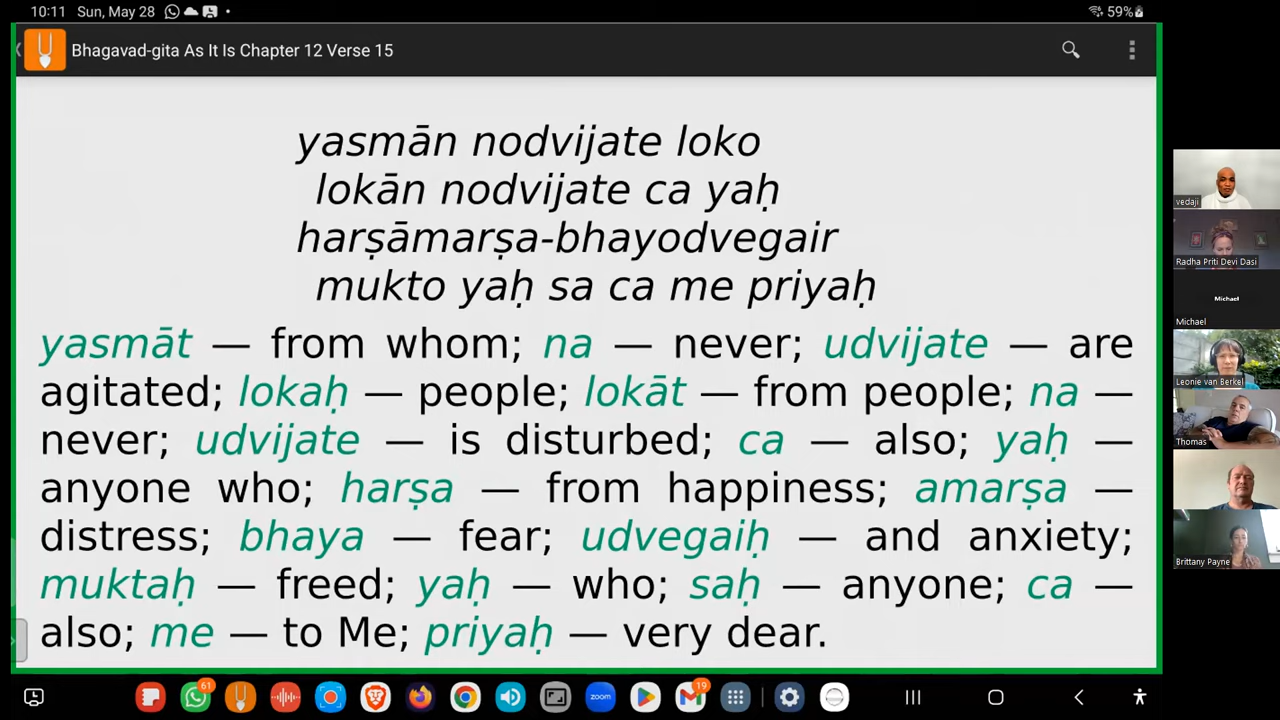 10:11 Sun, May 28
59%
Bhagavad-gita As It Is Chapter 12 Verse 15
yasmān nodvijate loko
lokān nodvijate ca yaḥ
harṣāmarṣa-bhayodvegair
mukto yaḥ sa ca me priyaḥ
yasmāt — from whom; na — never; udvijate — are
agitated; lokaḥ — people; lokāt — from people; na —
never; udvijate — is disturbed; ca — also; yaḥ —
anyone who; harṣa — from happiness; amarṣa —
distress; bhaya — fear; udvegaiḥ — and anxiety;
muktaḥ — freed; yaḥ — who; saḥ — anyone; ca —
also; me — to Me; priyaḥ — very dear.
vedaji
Radha Priti Devi Dasi
Michael
Michael
Leonie van Berkel
Thomas
Brittany Payne
61
zoom
19